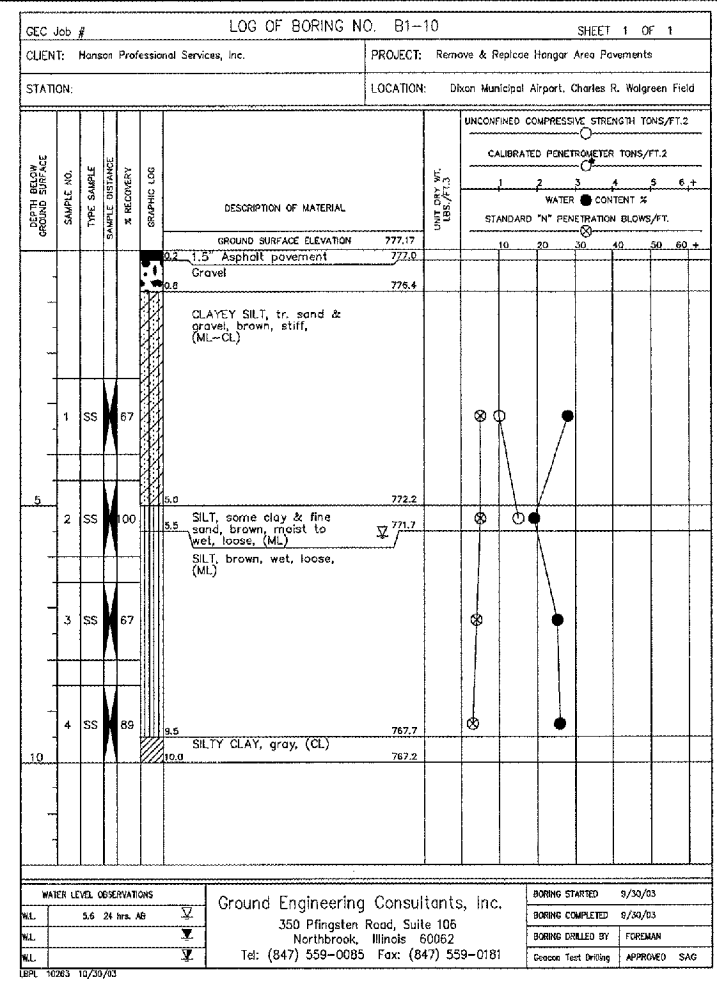 GEC Job # LOG OF BORING NO. B1-10 SHEET 1 OF 1
CLIENT: Hanson Professional Services, Inc. PROJECT: Remove & Replcae Hangar Area Pavements
STATION: LOCATION: Dixon Municipal Airport, Charles R. Walgreen Field
DEPTH BELOW GROUND SURFACE
SAMPLE NO.
TYPE SAMPLE
SAMPLE DISTANCE
% RECOVERY
GRAPHIC LOG
DESCRIPTION OF MATERIAL
UNIT DRY WT. LBS./FT.3
UNCONFINED COMPRESSIVE STRENGTH TONS/FT.2
CALIBRATED PENETROMETER TONS/FT.2
1 2 3 4 5 6+
WATER CONTENT %
STANDARD "N" PENETRATION BLOWS/FT.
GROUND SURFACE ELEVATION 777.17
10 20 30 40 50 60 +
0.2 1.5" Asphalt pavement 777.0
Gravel
0.8 776.4
CLAYEY SILT, tr. sand &
gravel, brown, stiff,
(ML-CL)
1 SS 67
5 5.0 772.2
2 SS 100
SILT, some clay & fine
5.5 sand, brown, moist to 771.7
wet, loose, (ML)
SILT, brown, wet, loose,
(ML)
3 SS 67
4 SS 89
9.5 767.7
SILTY CLAY, gray, (CL)
10 10.0 767.2
WATER LEVEL OBSERVATIONS
W.L. 5.6 24 hrs. AB
W.L.
W.L.
Ground Engineering Consultants, Inc.
350 Pfingsten Road, Suite 106
Northbrook, Illinois 60062
Tel: (847) 559-0085 Fax: (847) 559-0181
BORING STARTED 9/30/03
BORING COMPLETED 9/30/03
BORING DRILLED BY FOREMAN
Geocon Test Drilling APPROVED SAG
LBPL 10263 10/30/03